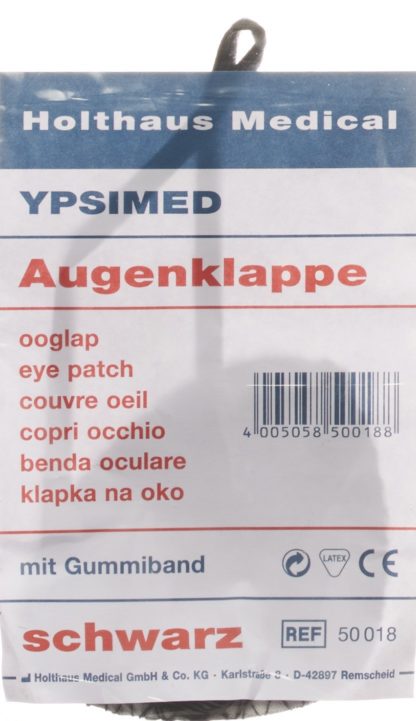 Holthaus Medical
YPSIMED
Augenklappe
ooglap
eye patch
couvre oeil
copri occhio
benda oculare
klapka na oko
4 005058 500188
mit Gummiband
LATEX CE
schwarz
REF 50 018
Holthaus Medical GmbH & Co. KG · Karlstraße 8 · D-42897 Remscheid